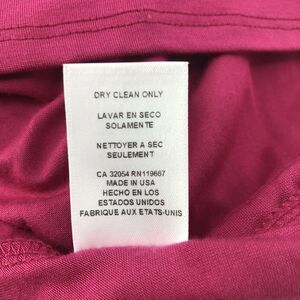 DRY CLEAN ONLY
LAVAR EN SECO
SOLAMENTE
NETTOYER A SEC
SEULEMENT
CA 32054 RN119667
MADE IN USA
HECHO EN LOS
ESTADOS UNIDOS
FABRIQUE AUX ETATS-UNIS